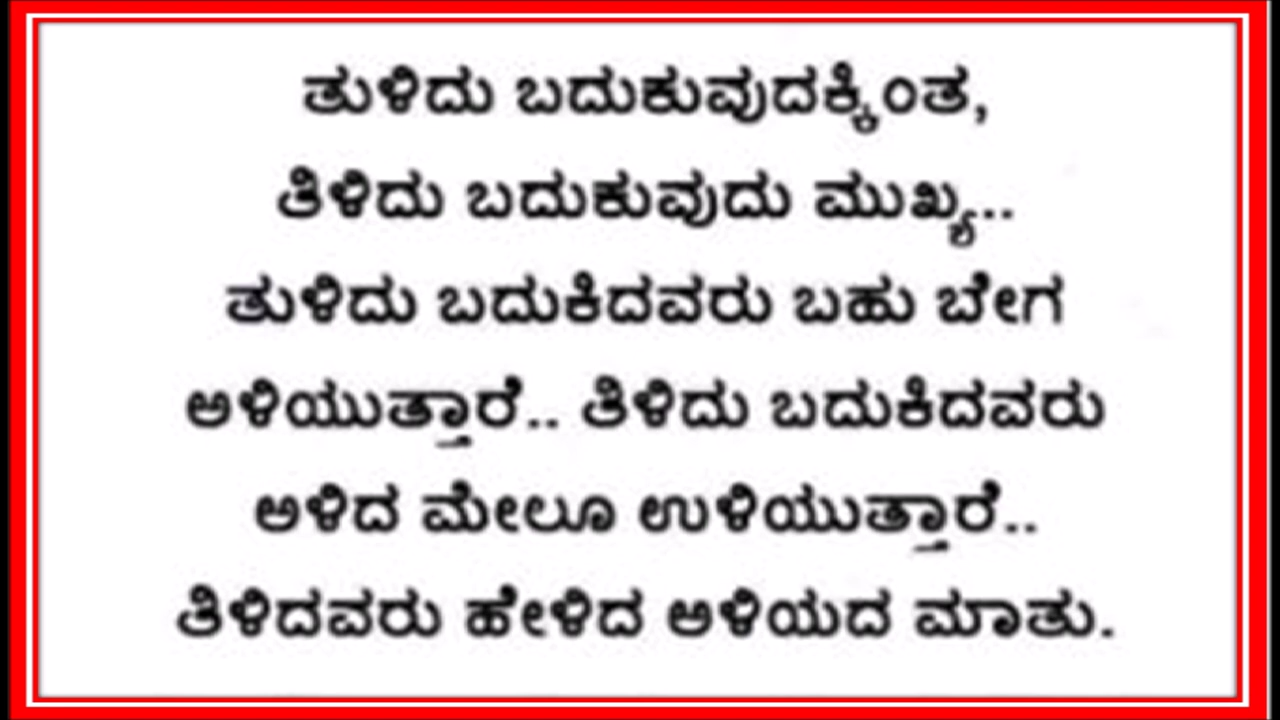 ತುಳಿದು ಬದುಕುವುದಕ್ಕಿಂತ,
ತಿಳಿದು ಬದುಕುವುದು ಮುಖ್ಯ..
ತುಳಿದು ಬದುಕಿದವರು ಬಹು ಬೇಗ
ಅಳಿಯುತ್ತಾರೆ.. ತಿಳಿದು ಬದುಕಿದವರು
ಅಳಿದ ಮೇಲೂ ಉಳಿಯುತ್ತಾರೆ..
ತಿಳಿದವರು ಹೇಳಿದ ಅಳಿಯದ ಮಾತು.